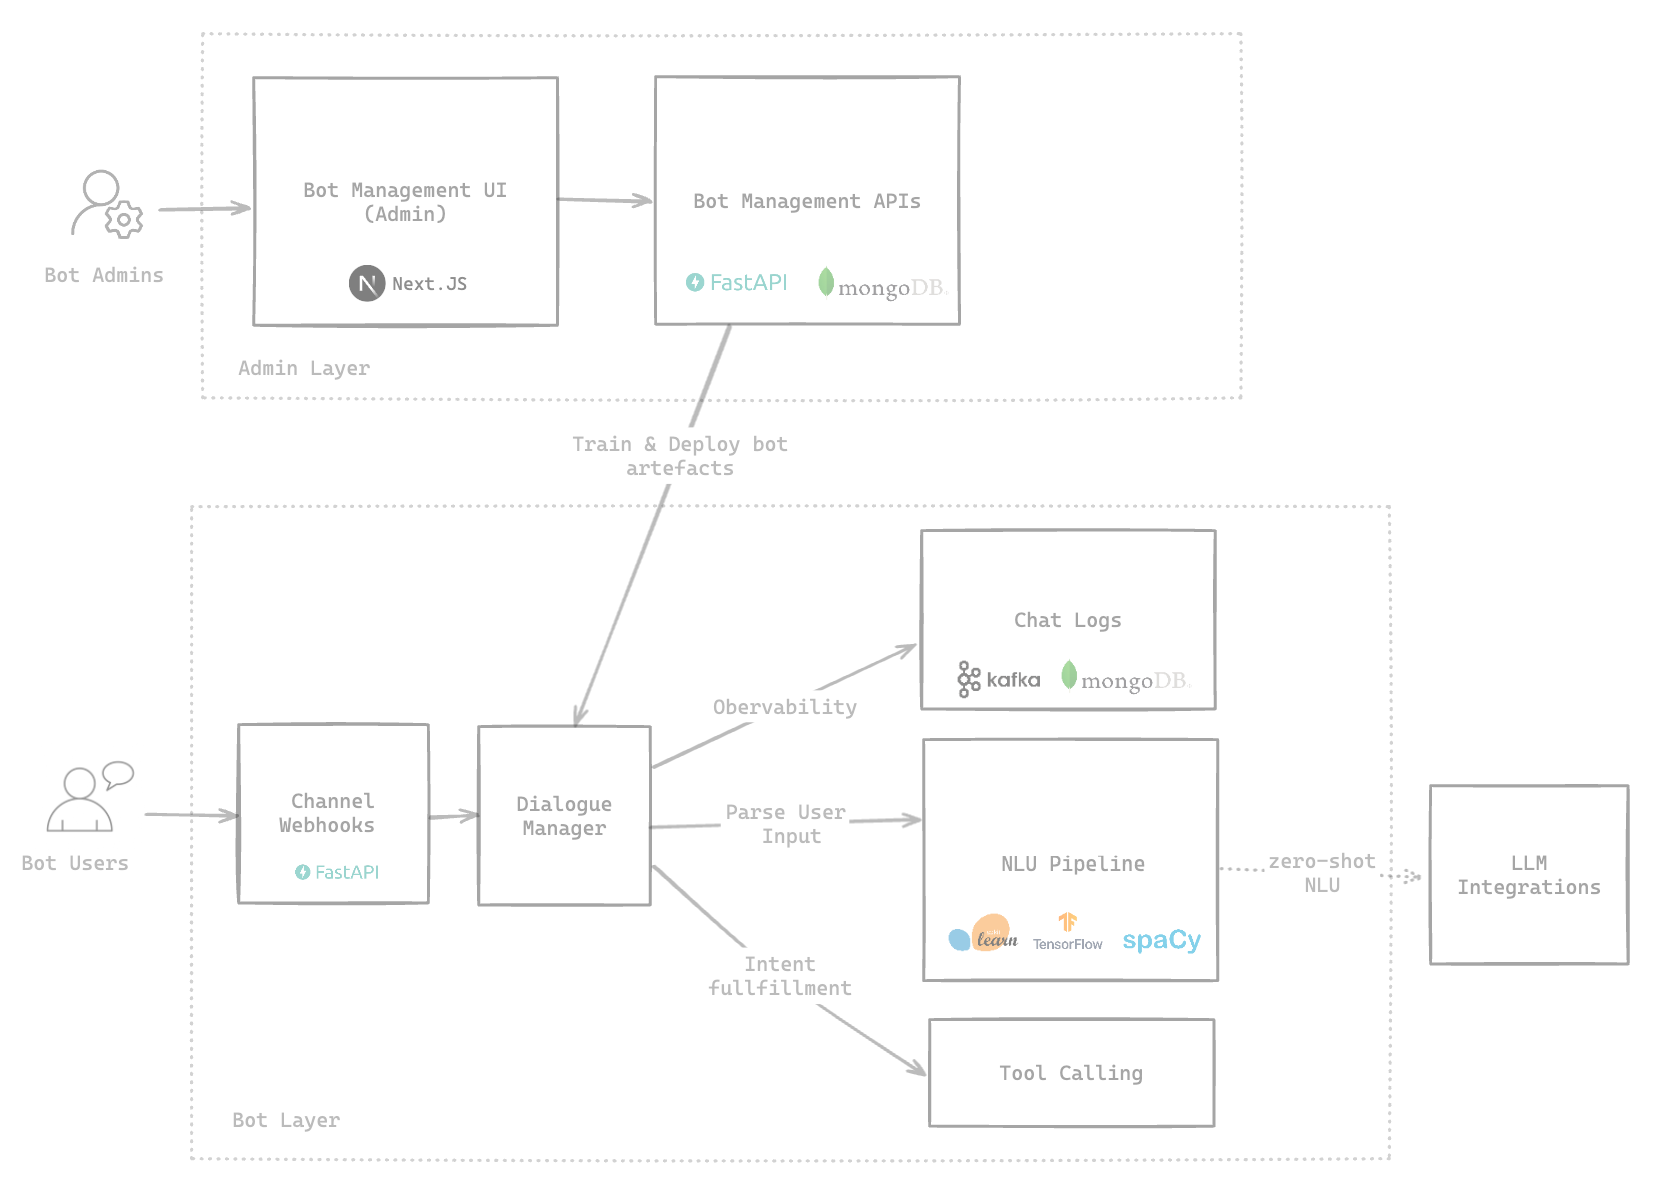 Bot Management UI
(Admin)
Next.JS
Bot Management APIs
FastAPI
mongoDB
Bot Admins
Admin Layer
Train & Deploy bot
artefacts
Chat Logs
kafka
mongoDB
Obervability
Channel
Webhooks
FastAPI
Dialogue
Manager
Parse User
Input
Bot Users
NLU Pipeline
learn
TensorFlow
spaCy
zero-shot
NLU
LLM
Integrations
Intent
fullfillment
Tool Calling
Bot Layer